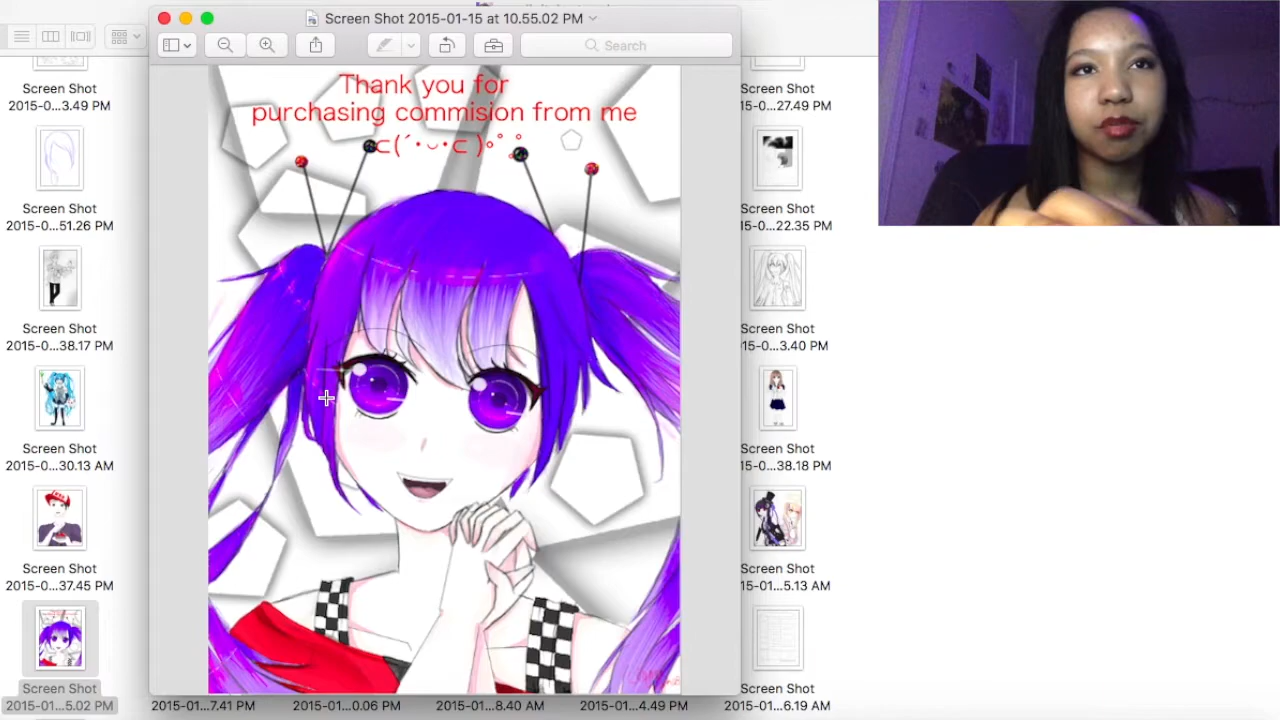 Screen Shot 2015-01-15 at 10.55.02 PM
Search
Thank you for
purchasing commision from me
⊂(´・◡・⊂ )∘˚˳°
Screen Shot
2015-0...3.49 PM
Screen Shot
2015-0...51.26 PM
Screen Shot
2015-0...38.17 PM
Screen Shot
2015-0...30.13 AM
Screen Shot
2015-0...37.45 PM
Screen Shot
2015-01...5.02 PM
2015-01...7.41 PM
2015-01...0.06 PM
2015-01...8.40 AM
2015-01...4.49 PM
Screen Shot
15-0...27.49 PM
Screen Shot
15-0...22.35 PM
Screen Shot
15-0...3.40 PM
Screen Shot
15-0...38.18 PM
Screen Shot
15-01...5.13 AM
Screen Shot
15-01...6.19 AM